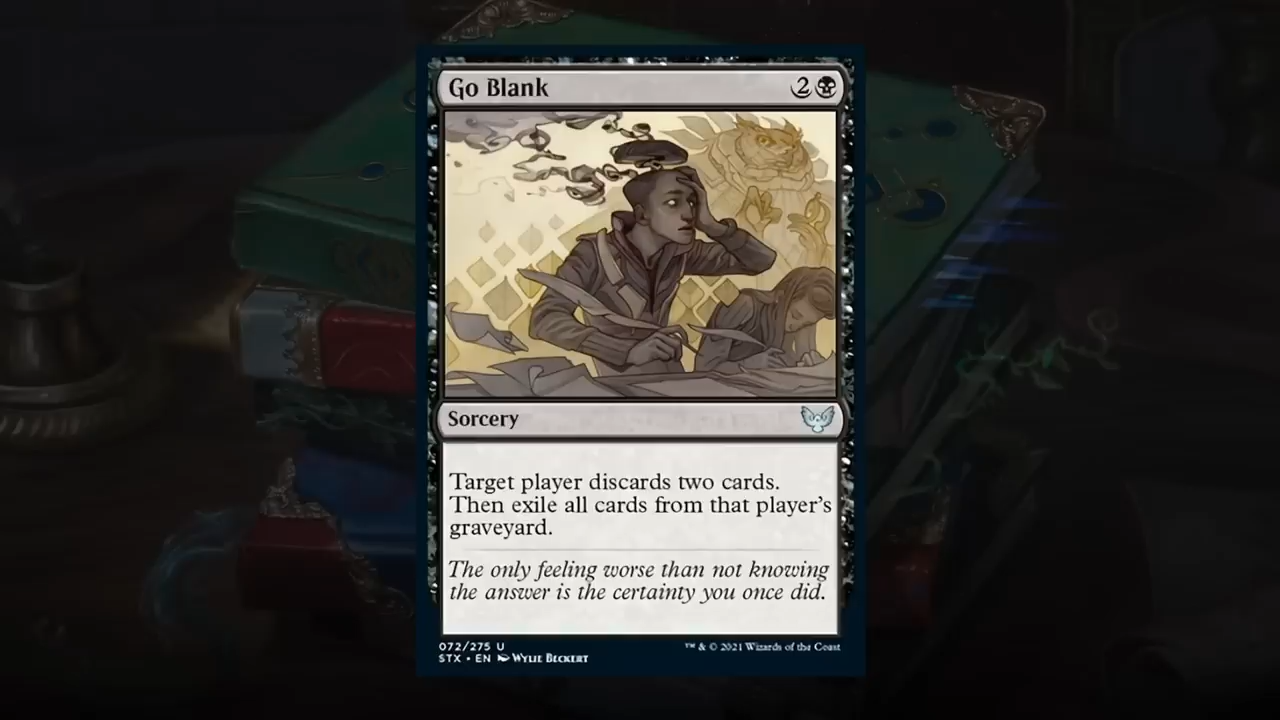 Go Blank
2
Sorcery
Target player discards two cards.
Then exile all cards from that player's
graveyard.
The only feeling worse than not knowing
the answer is the certainty you once did.
072/275 U
STX • EN Wylie Beckert
™ & © 2021 Wizards of the Coast